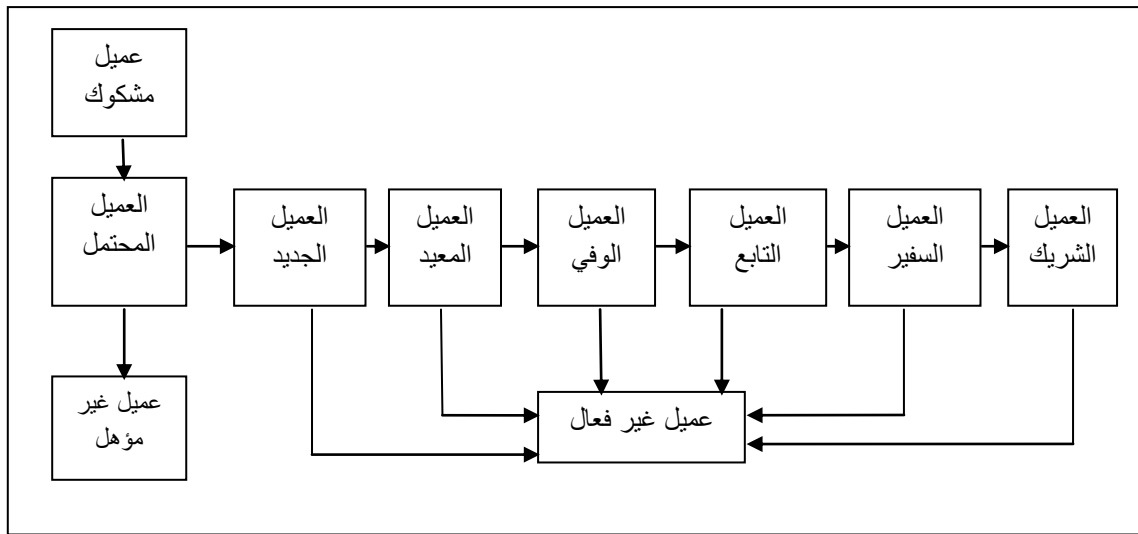 عميل
مشكوك
العميل
المحتمل
العميل
الجديد
العميل
المعيد
العميل
الوفي
العميل
التابع
العميل
السفير
العميل
الشريك
عميل غير
مؤهل
عميل غير فعال